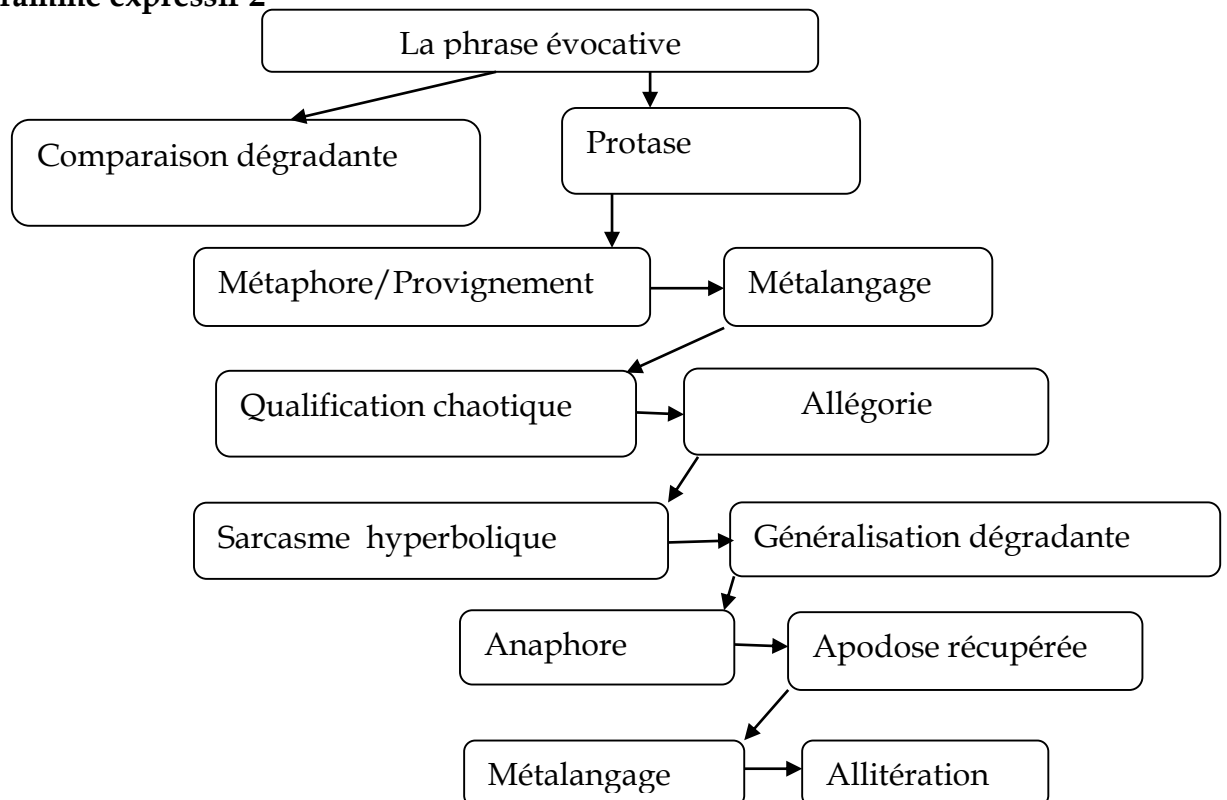 expressif 2
La phrase évocative
Comparaison dégradante
Protase
Métaphore/Provignement
Métalangage
Qualification chaotique
Allégorie
Sarcasme hyperbolique
Généralisation dégradante
Anaphore
Apodose récupérée
Métalangage
Allitération